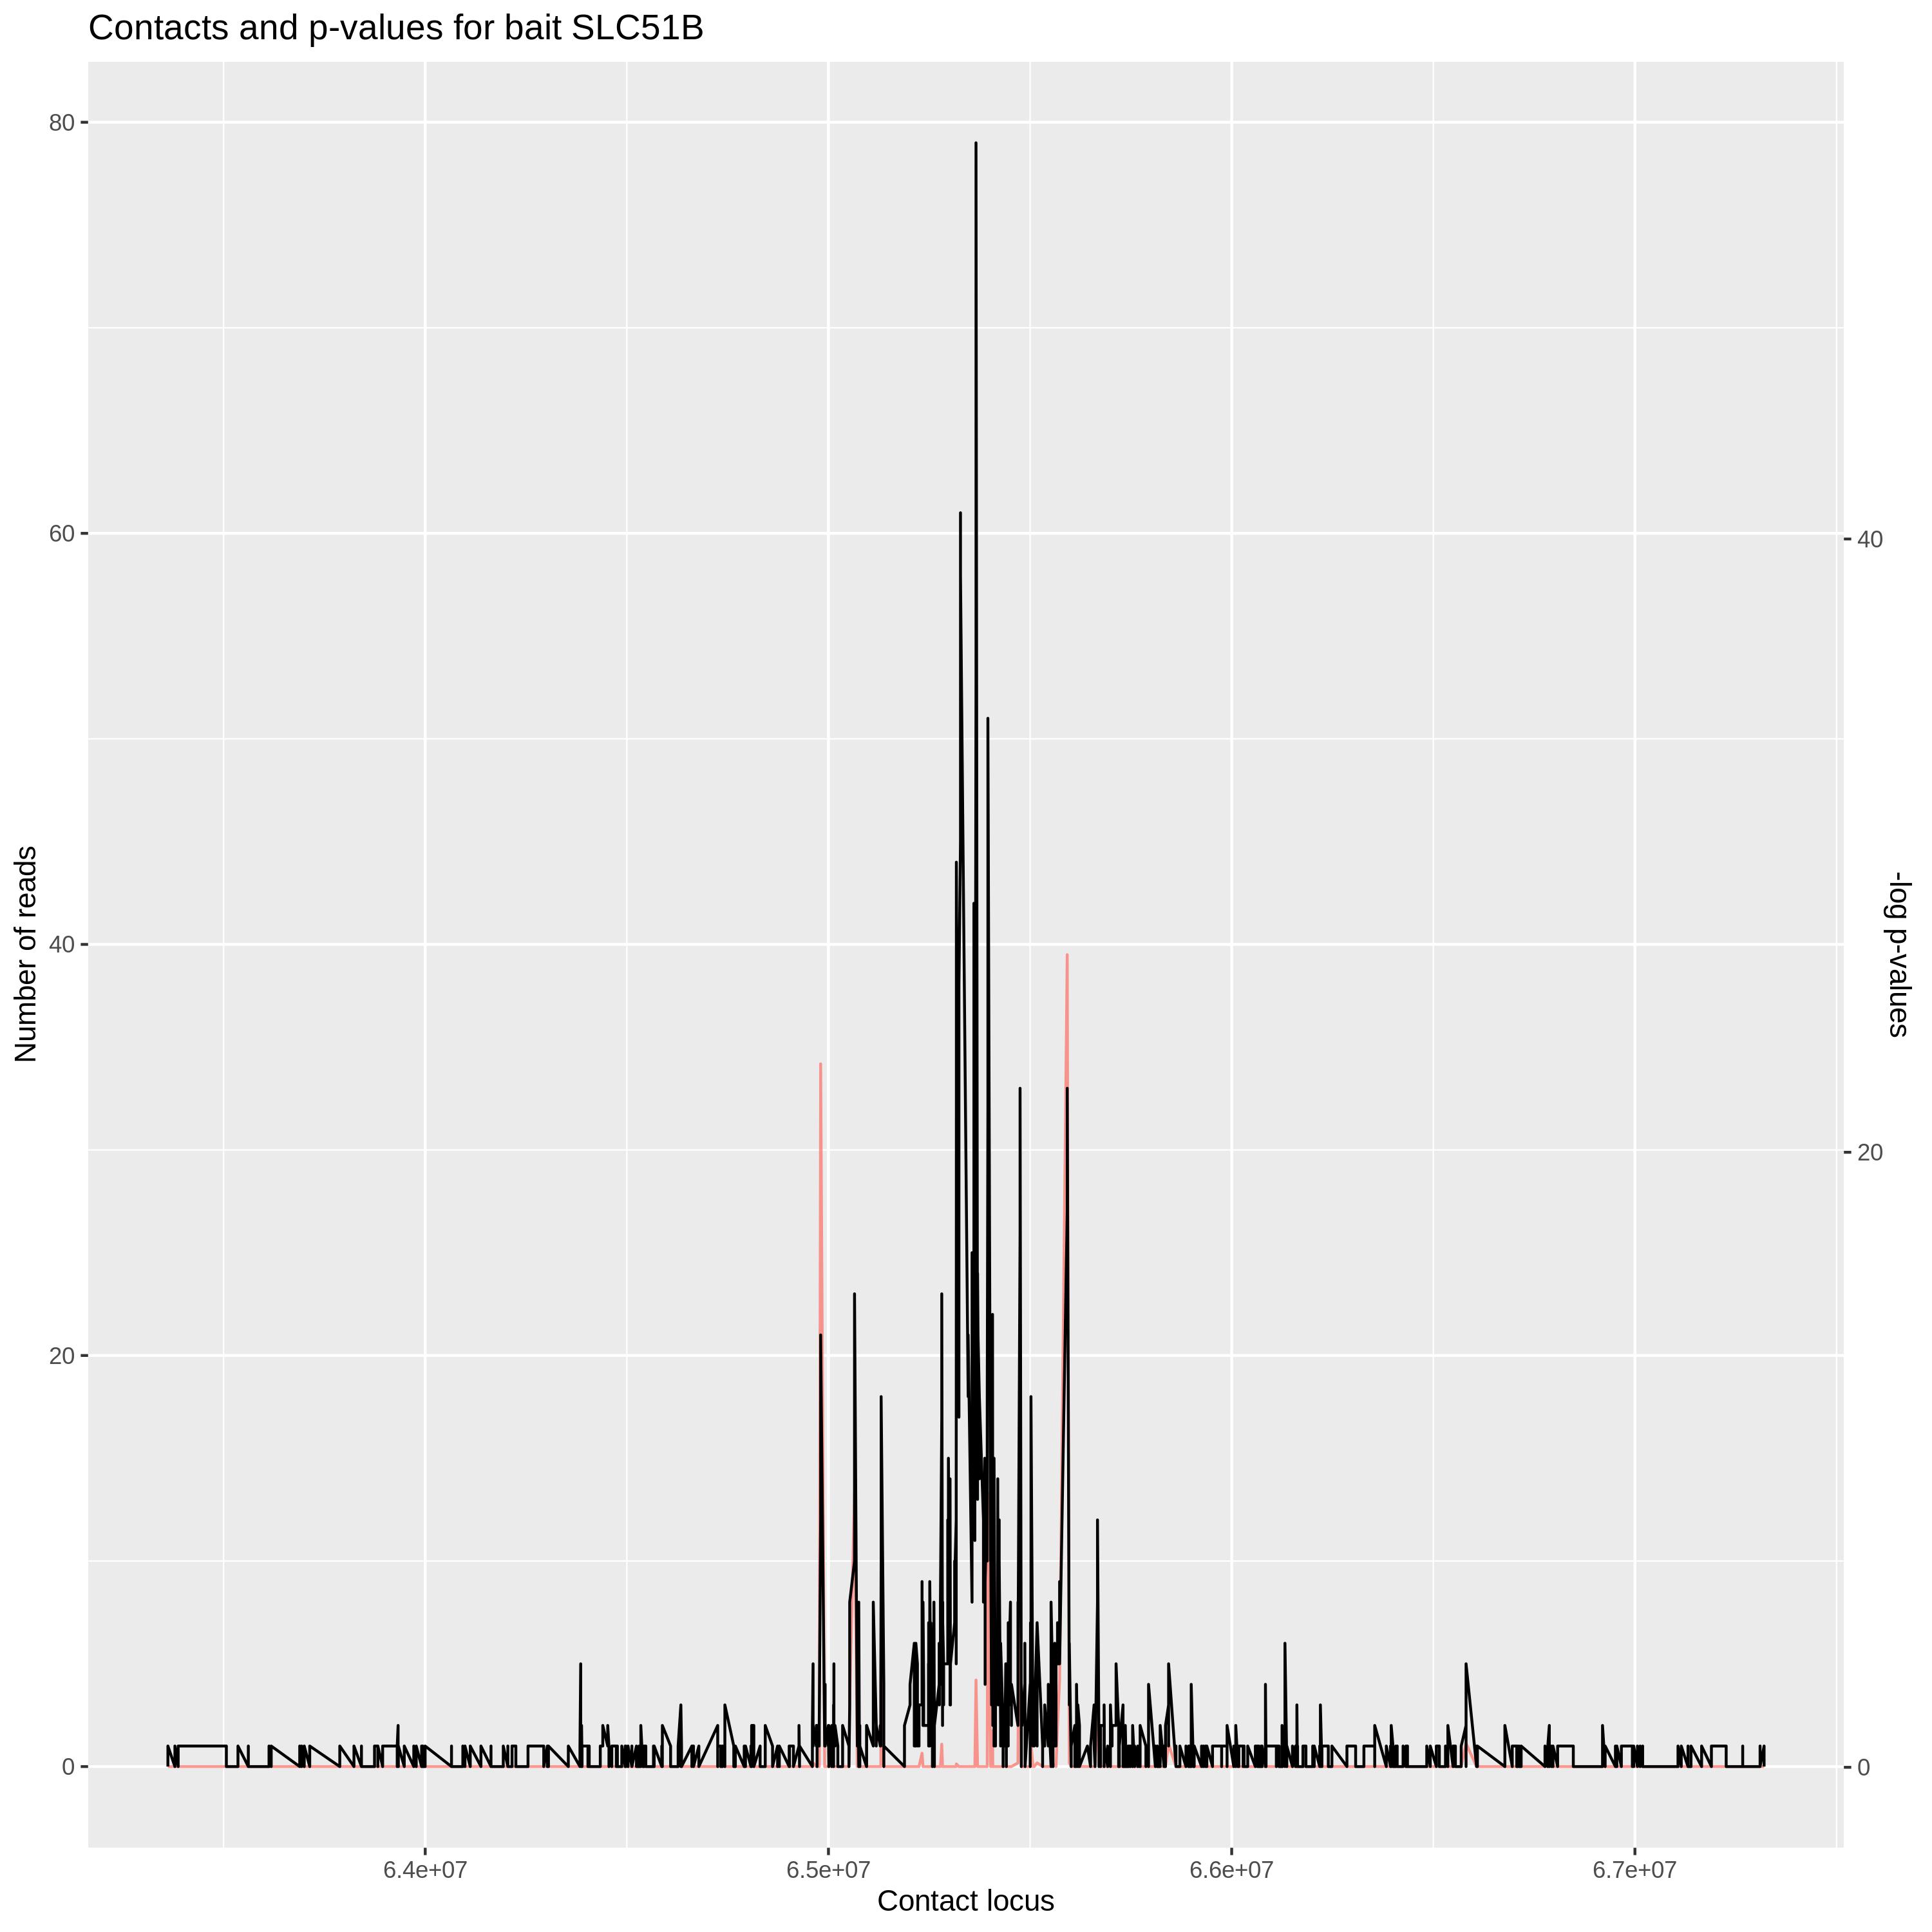 Contacts and p-values for bait SLC51B
80
60
40
20
0
Number of reads
40
20
0
-log p-values
6.4e+07
6.5e+07
6.6e+07
6.7e+07
Contact locus